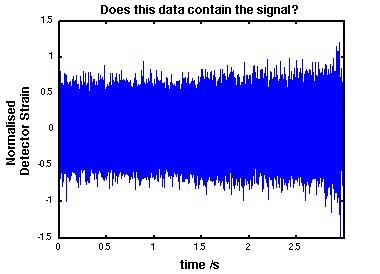 Does this data contain the signal?
1.5
1
0.5
0
-0.5
-1
-1.5
Normalised
Detector Strain
0 0.5 1 1.5 2 2.5
time /s